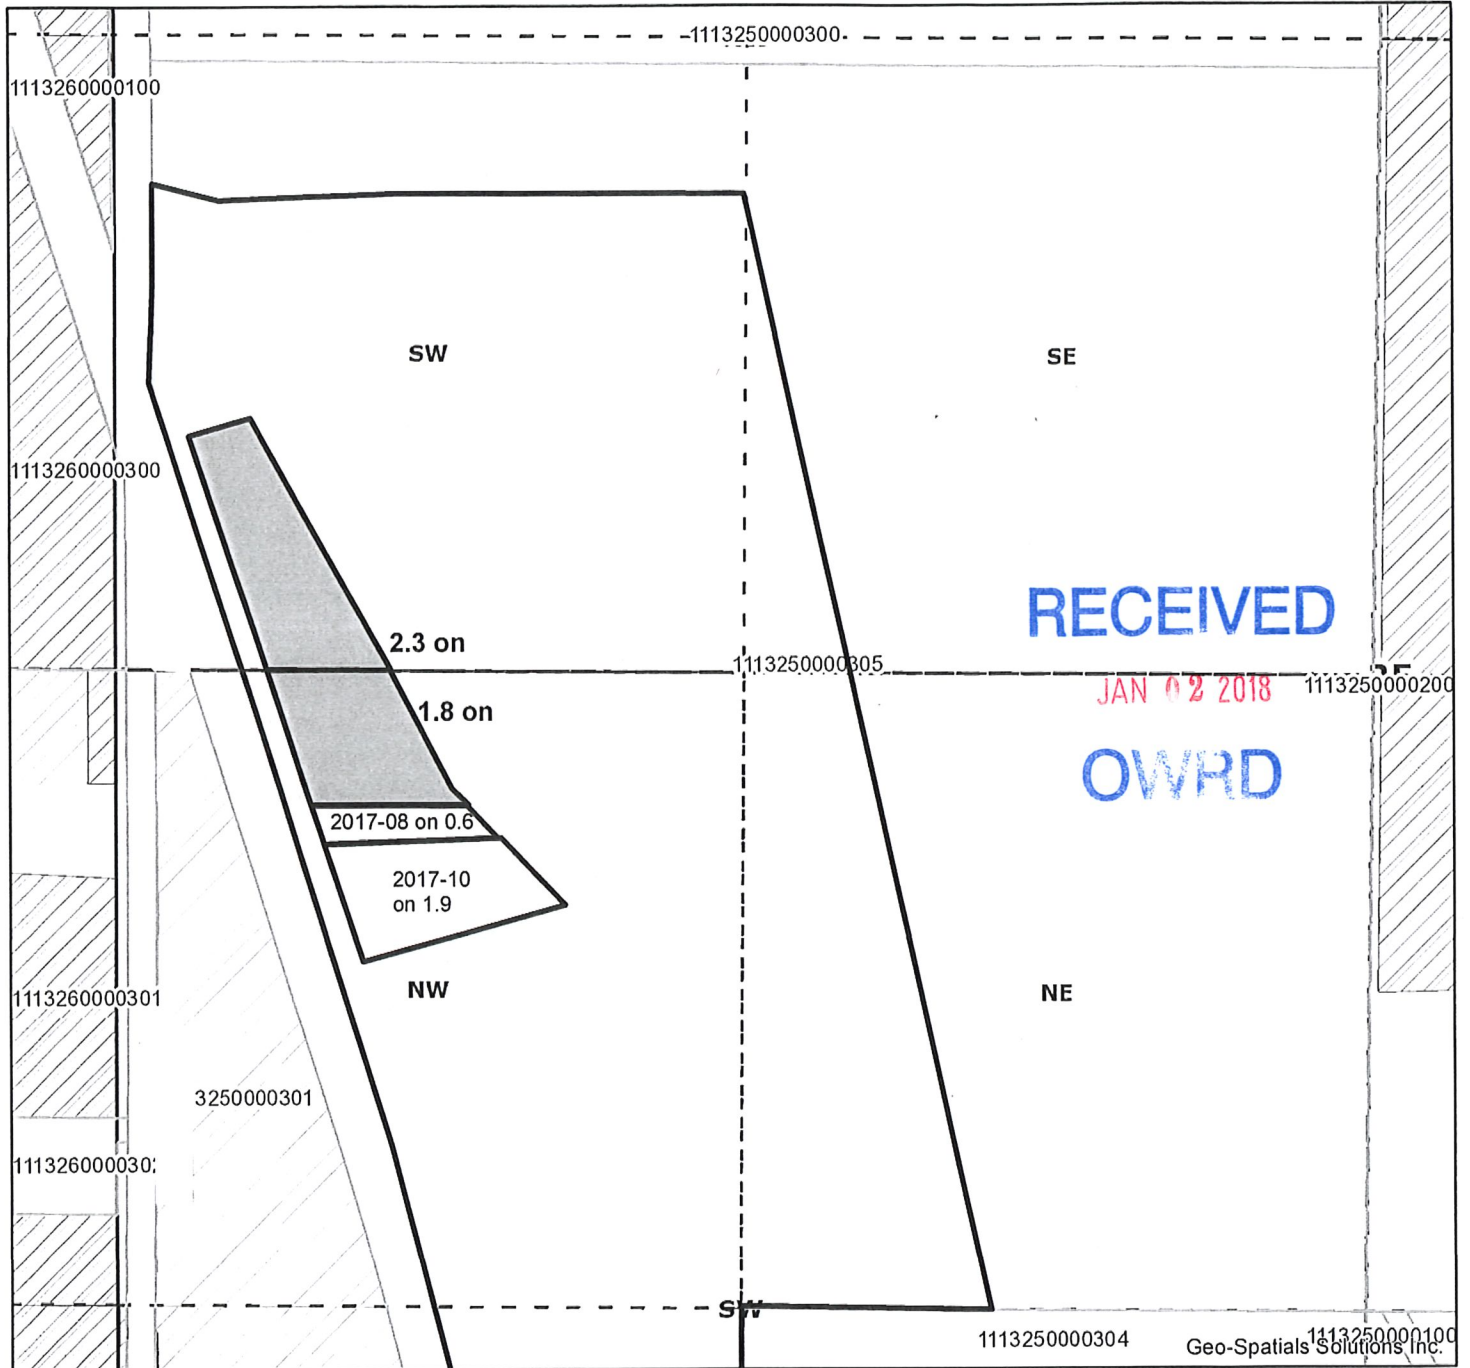 1113250000300
1113260000100
SW
SE
1113260000300
RECEIVED
2.3 on
1113250000305
JAN 02 2018
1113250000200
1.8 on
OWRD
2017-08 on 0.6
2017-10
on 1.9
NW
NE
1113260000301
3250000301
111326000030
SW
1113250000304
1113250000100
Geo-Spatials Solutions Inc.